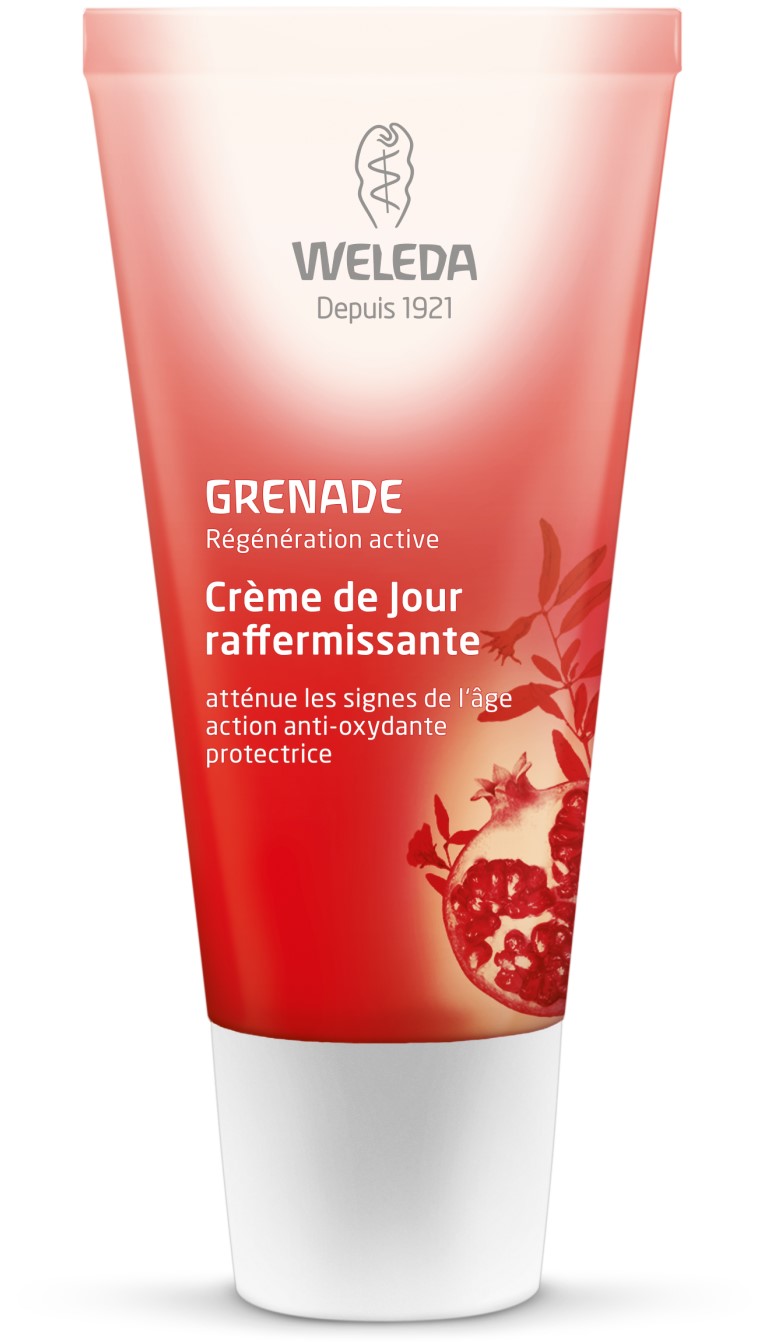 WELEDA
Depuis 1921
GRENADE
Régénération active
Crème de Jour
raffermissante
atténue les signes de l'âge
action anti-oxydante
protectrice